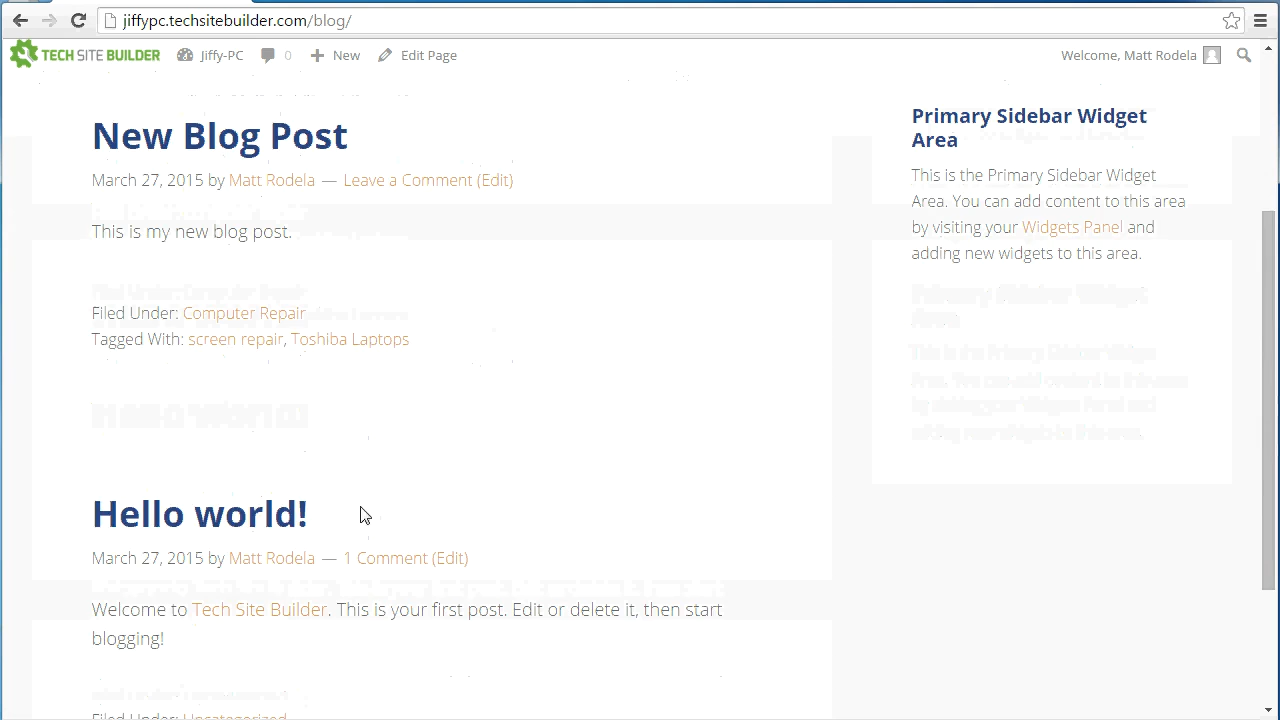 jiffypc.techsitebuilder.com/blog/
TECH SITE BUILDER Jiffy-PC 0 New Edit Page Welcome, Matt Rodela
New Blog Post
March 27, 2015 by Matt Rodela — Leave a Comment (Edit)
This is my new blog post.
Filed Under: Computer Repair
Tagged With: screen repair, Toshiba Laptops
Hello world!
March 27, 2015 by Matt Rodela — 1 Comment (Edit)
Welcome to Tech Site Builder. This is your first post. Edit or delete it, then start
blogging!
Filed Under: Uncategorized
Primary Sidebar Widget
Area
This is the Primary Sidebar Widget
Area. You can add content to this area
by visiting your Widgets Panel and
adding new widgets to this area.